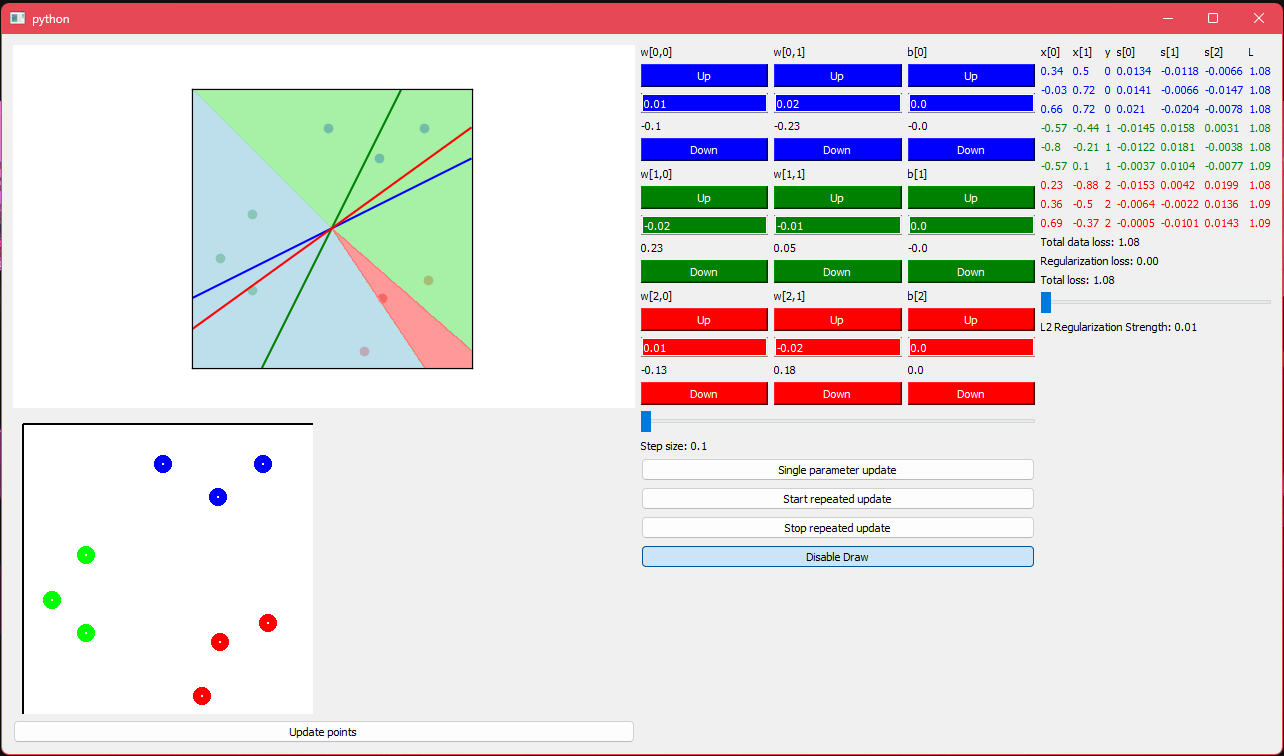 python
w[0,0] w[0,1] b[0]
Up Up Up
0.01 0.02 0.0
-0.1 -0.23 -0.0
Down Down Down
w[1,0] w[1,1] b[1]
Up Up Up
-0.02 -0.01 0.0
0.23 0.05 -0.0
Down Down Down
w[2,0] w[2,1] b[2]
Up Up Up
0.01 -0.02 0.0
-0.13 0.18 0.0
Down Down Down
Step size: 0.1
Single parameter update
Start repeated update
Stop repeated update
Disable Draw
x[0] x[1] y s[0] s[1] s[2] L
0.34 0.5 0 0.0134 -0.0118 -0.0066 1.08
-0.03 0.72 0 0.0141 -0.0066 -0.0147 1.08
0.66 0.72 0 0.021 -0.0204 -0.0078 1.08
-0.57 -0.44 1 -0.0145 0.0158 0.0031 1.08
-0.8 -0.21 1 -0.0122 0.0181 -0.0038 1.08
-0.57 0.1 1 -0.0037 0.0104 -0.0077 1.09
0.23 -0.88 2 -0.0153 0.0042 0.0199 1.08
0.36 -0.5 2 -0.0064 -0.0022 0.0136 1.09
0.69 -0.37 2 -0.0005 -0.0101 0.0143 1.09
Total data loss: 1.08
Regularization loss: 0.00
Total loss: 1.08
L2 Regularization Strength: 0.01
Update points